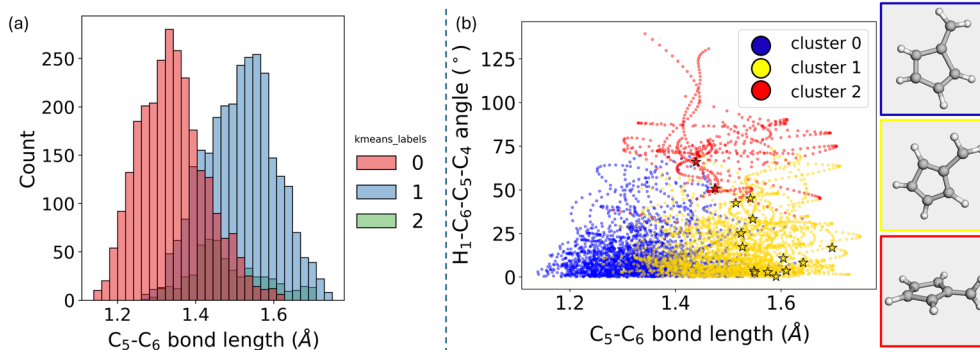 (a)
250
200
150
100
50
0
Count
1.2
1.4
1.6
C₅-C₆ bond length (Å)
kmeans_labels
0
1
2
(b)
125
100
75
50
25
0
H₁-C₆-C₅-C₄ angle (°)
1.2
1.4
1.6
C₅-C₆ bond length (Å)
cluster 0
cluster 1
cluster 2